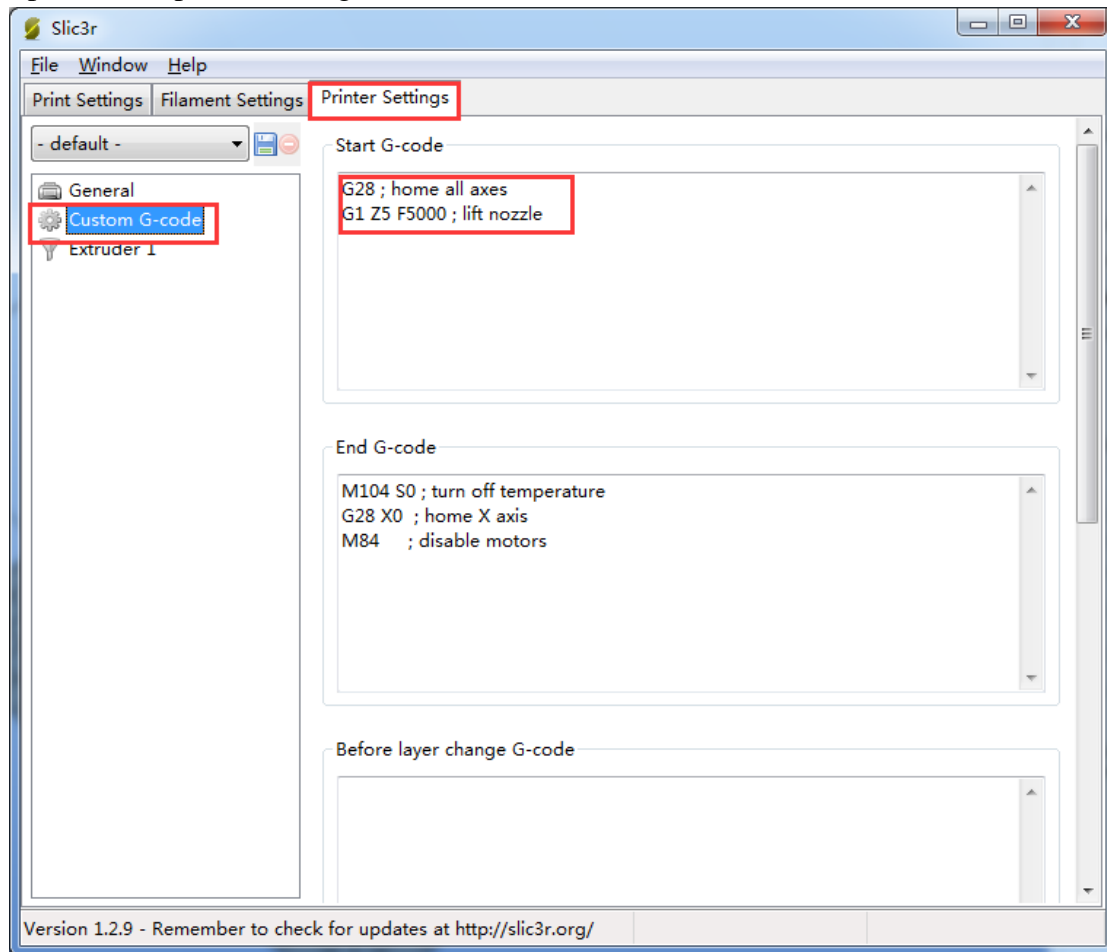 Slic3r
File Window Help
Print Settings Filament Settings Printer Settings
- default -
General
Custom G-code
Extruder 1
Start G-code
G28 ; home all axes
G1 Z5 F5000 ; lift nozzle
End G-code
M104 S0 ; turn off temperature
G28 X0  ; home X axis
M84    ; disable motors
Before layer change G-code
Version 1.2.9 - Remember to check for updates at http://slic3r.org/